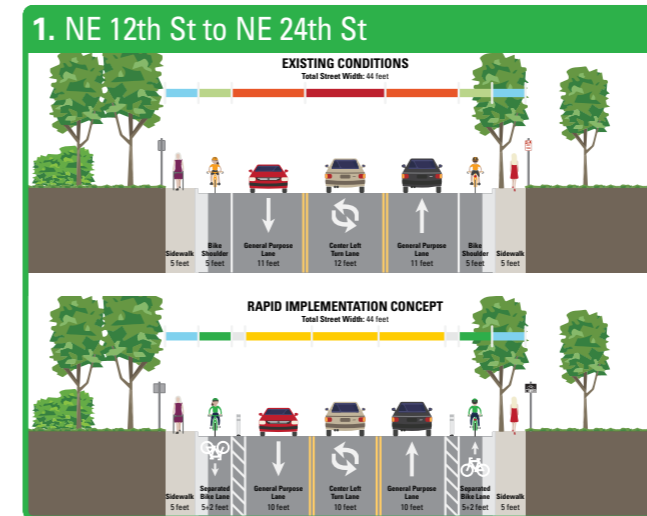 1. NE 12th St to NE 24th St
EXISTING CONDITIONS
Total Street Width: 44 feet
Sidewalk
5 feet
Bike
Shoulder
5 feet
General Purpose
Lane
11 feet
Center Left
Turn Lane
12 feet
General Purpose
Lane
11 feet
Bike
Shoulder
5 feet
Sidewalk
5 feet
RAPID IMPLEMENTATION CONCEPT
Total Street Width: 44 feet
Sidewalk
5 feet
Separated
Bike Lane
5+2 feet
General Purpose
Lane
10 feet
Center Left
Turn Lane
10 feet
General Purpose
Lane
10 feet
Separated
Bike Lane
5+2 feet
Sidewalk
5 feet